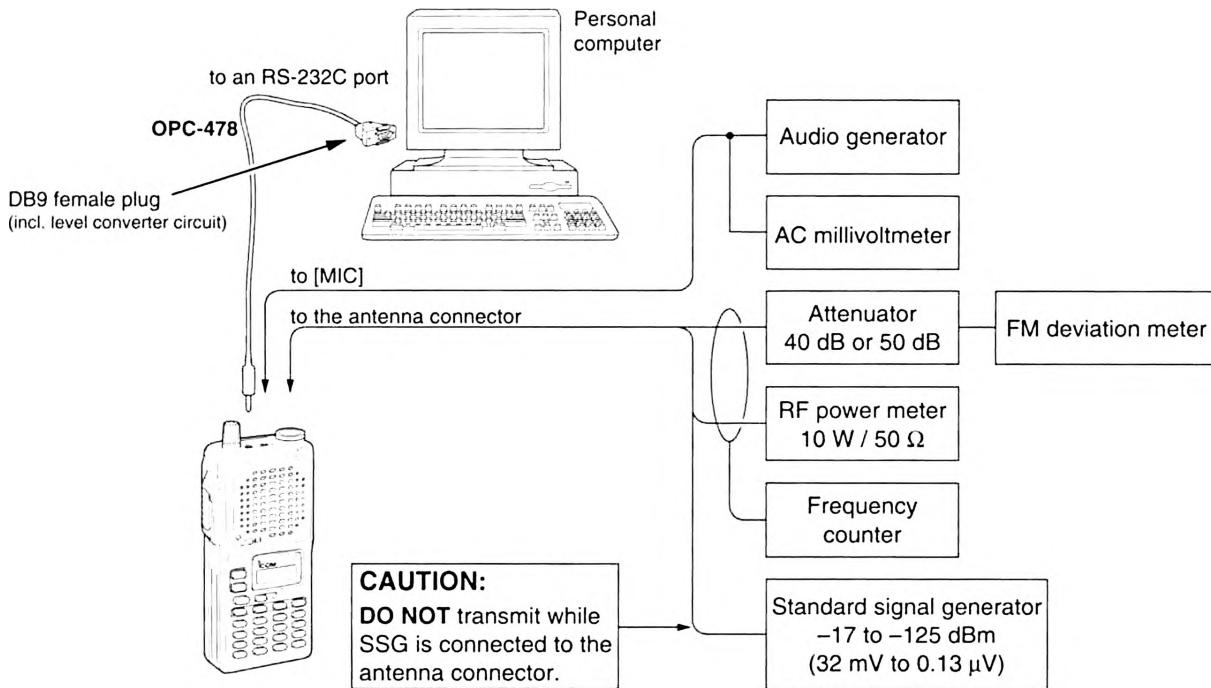 Personal
computer
to an RS-232C port
OPC-478
DB9 female plug
(incl. level converter circuit)
to [MIC]
to the antenna connector
Audio generator
AC millivoltmeter
Attenuator
40 dB or 50 dB
FM deviation meter
RF power meter
10 W / 50 Ω
Frequency
counter
Standard signal generator
–17 to –125 dBm
(32 mV to 0.13 µV)
CAUTION:
DO NOT transmit while
SSG is connected to the
antenna connector.
ICOM